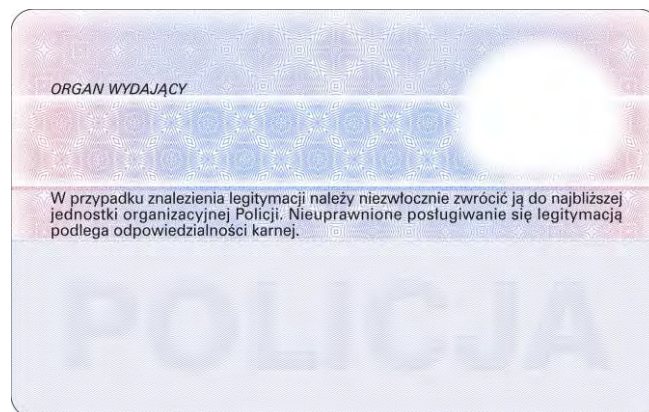 ORGAN WYDAJĄCY
W przypadku znalezienia legitymacji należy niezwłocznie zwrócić ją do najbliższej
jednostki organizacyjnej Policji. Nieuprawnione posługiwanie się legitymacją
podlega odpowiedzialności karnej.
POLICJA